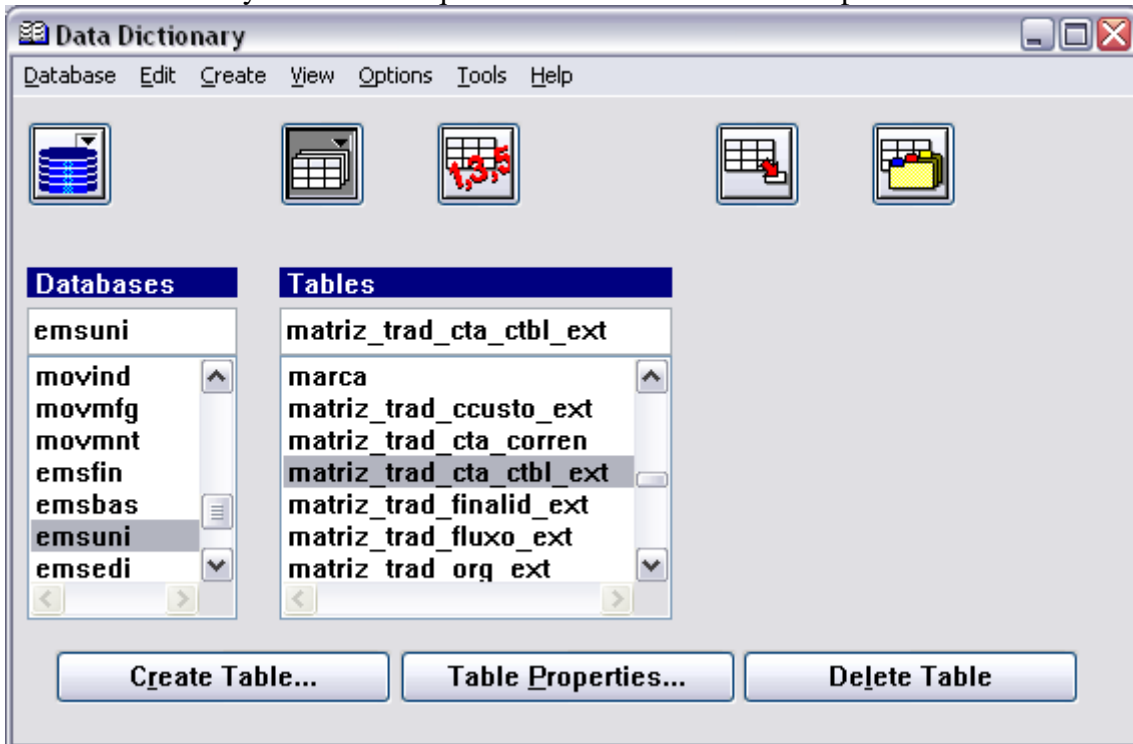 Data Dictionary
Database Edit Create View Options Tools Help
1,3,5
Databases
emsuni
movind
movmfg
movmnt
emsfin
emsbas
emsuni
emsedi
Tables
matriz_trad_cta_ctbl_ext
marca
matriz_trad_ccusto_ext
matriz_trad_cta_corren
matriz_trad_cta_ctbl_ext
matriz_trad_finalid_ext
matriz_trad_fluxo_ext
matriz_trad_org_ext
Create Table... Table Properties... Delete Table